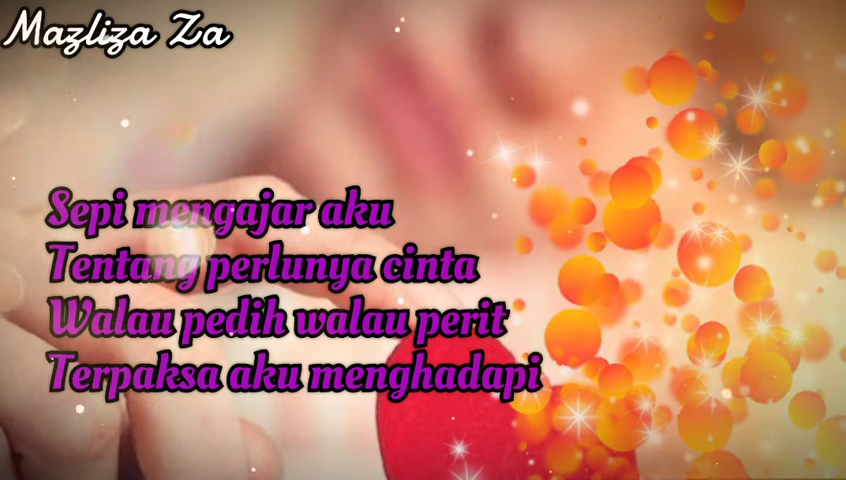 Mazliza Za
Sepi mengajar aku
Tentang perlunya cinta
Walau pedih walau perit
Terpaksa aku menghadapi